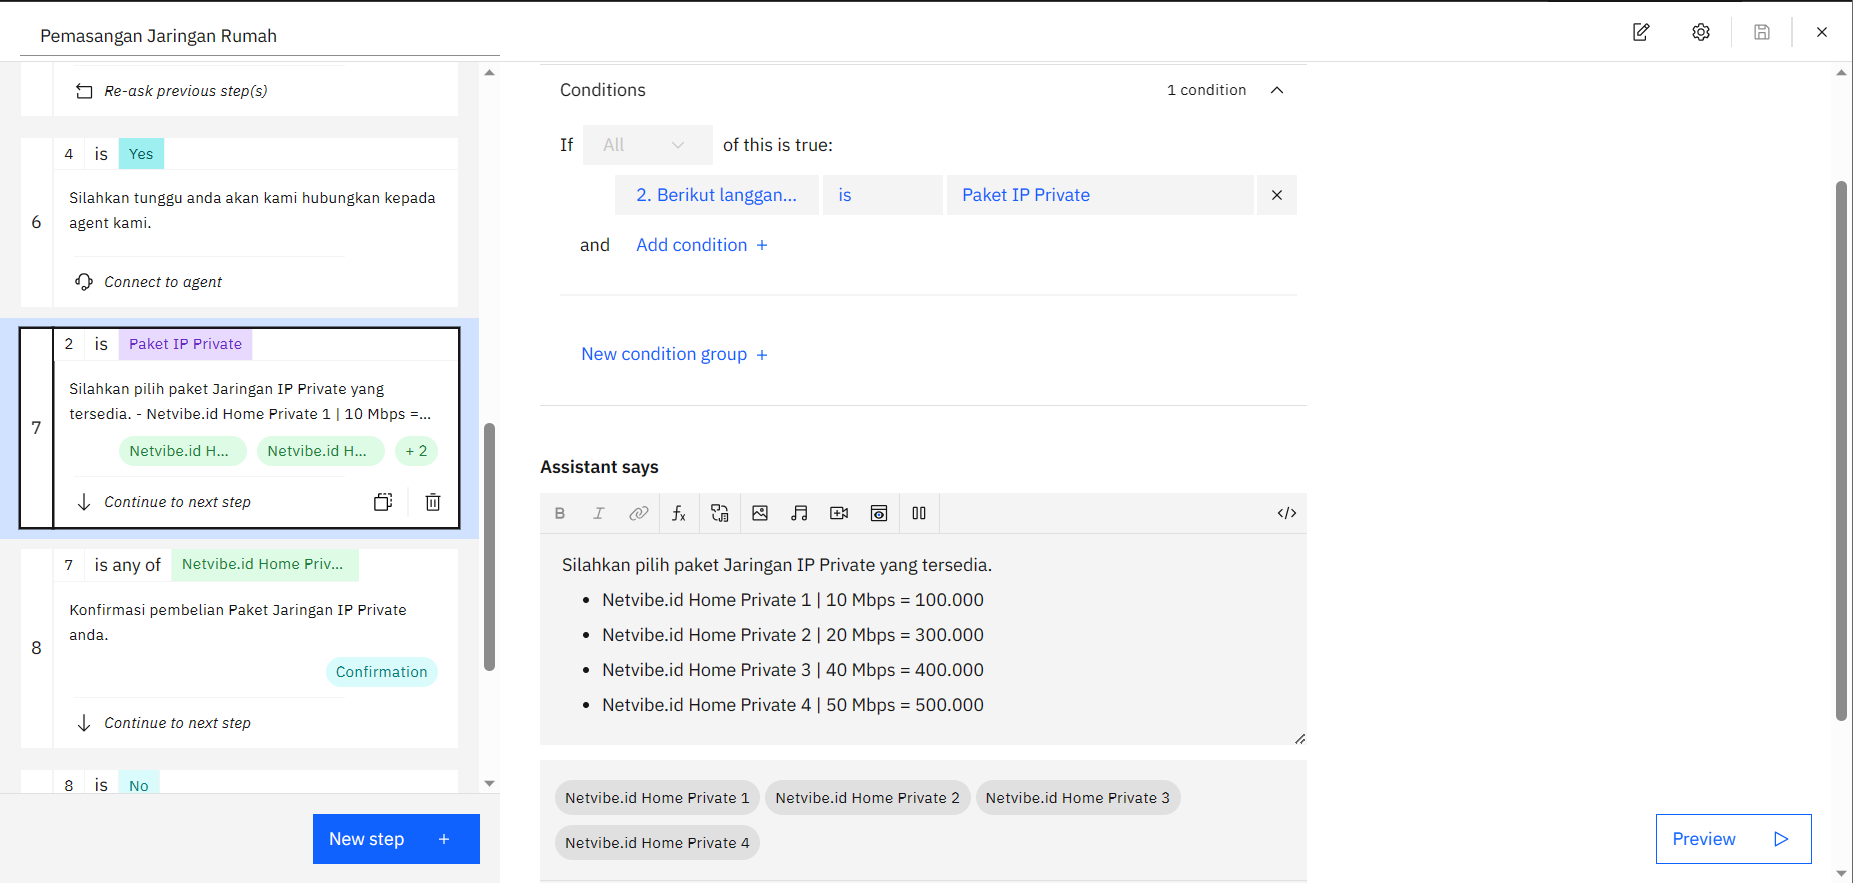 Pemasangan Jaringan Rumah
Re-ask previous step(s)
4 is Yes
Silahkan tunggu anda akan kami hubungkan kepada
agent kami.
6
Connect to agent
2 is Paket IP Private
Silahkan pilih paket Jaringan IP Private yang
tersedia. - Netvibe.id Home Private 1 | 10 Mbps =...
7
Netvibe.id H... Netvibe.id H... + 2
Continue to next step
7 is any of Netvibe.id Home Priv...
Konfirmasi pembelian Paket Jaringan IP Private
anda.
8
Confirmation
Continue to next step
8 is No
New step +
Conditions 1 condition
If All of this is true:
2. Berikut langgan... is Paket IP Private
and Add condition +
New condition group +
Assistant says
B I fx </>
Silahkan pilih paket Jaringan IP Private yang tersedia.
• Netvibe.id Home Private 1 | 10 Mbps = 100.000
• Netvibe.id Home Private 2 | 20 Mbps = 300.000
• Netvibe.id Home Private 3 | 40 Mbps = 400.000
• Netvibe.id Home Private 4 | 50 Mbps = 500.000
Netvibe.id Home Private 1 Netvibe.id Home Private 2 Netvibe.id Home Private 3
Netvibe.id Home Private 4
Preview